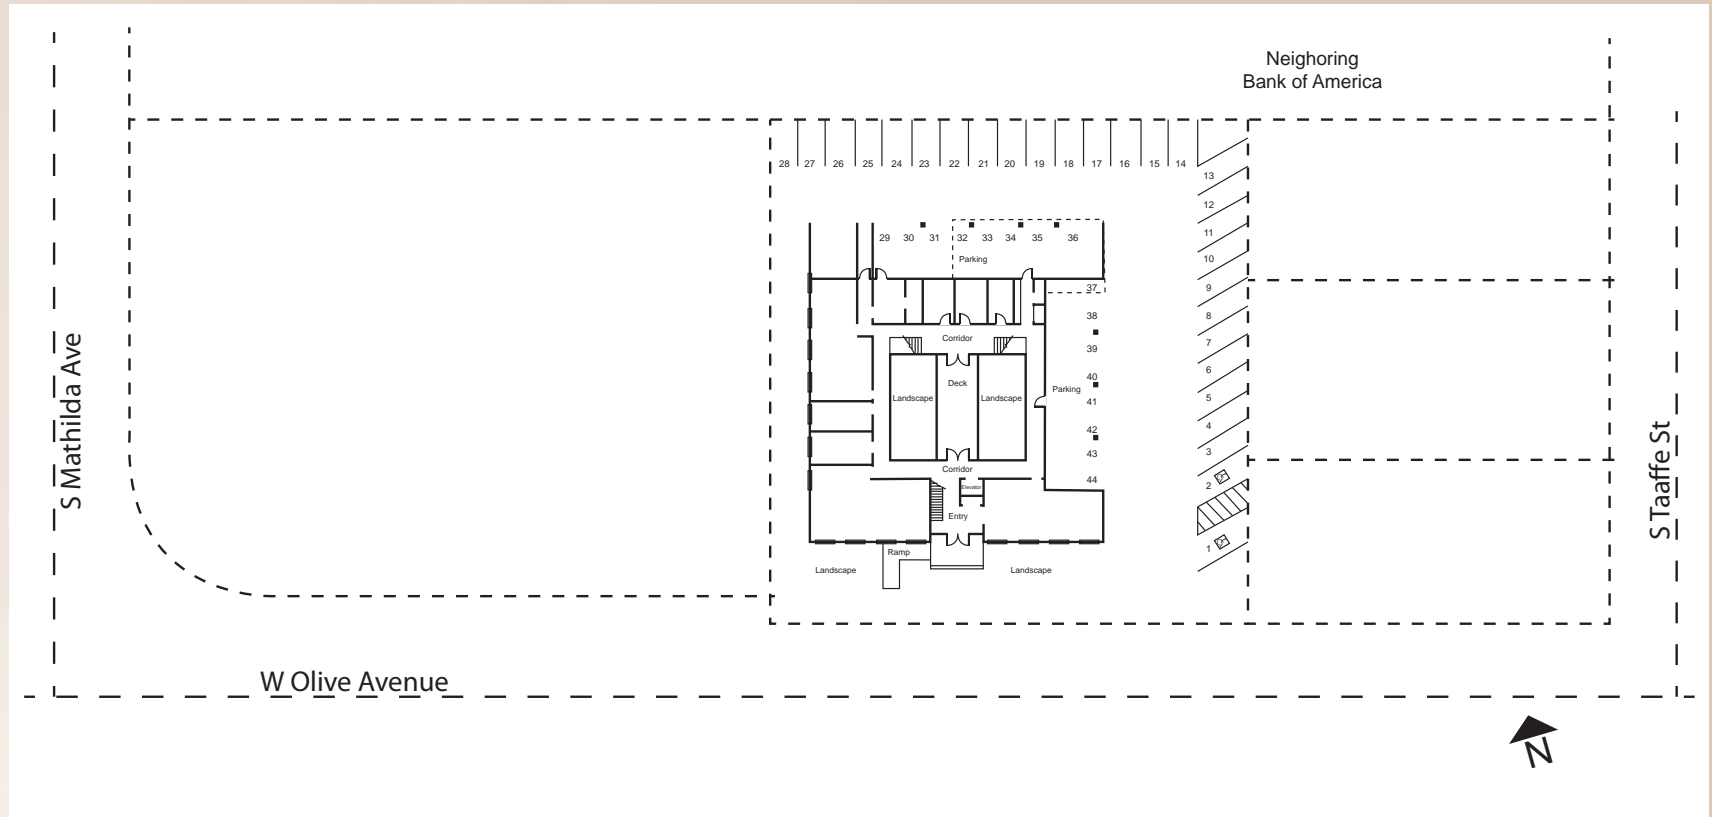 Neighoring
Bank of America
28 27 26 25 24 23 22 21 20 19 18 17 16 15 14
13
12
11
10
9
8
7
6
5
4
3
2
1
29 30 31 32 33 34 35 36
Parking
37
38
39
40
41
42
43
44
Parking
Corridor
Deck
Landscape
Landscape
Corridor
Elevator
Entry
Ramp
Landscape
Landscape
S Mathilda Ave
S Taaffe St
W Olive Avenue
N